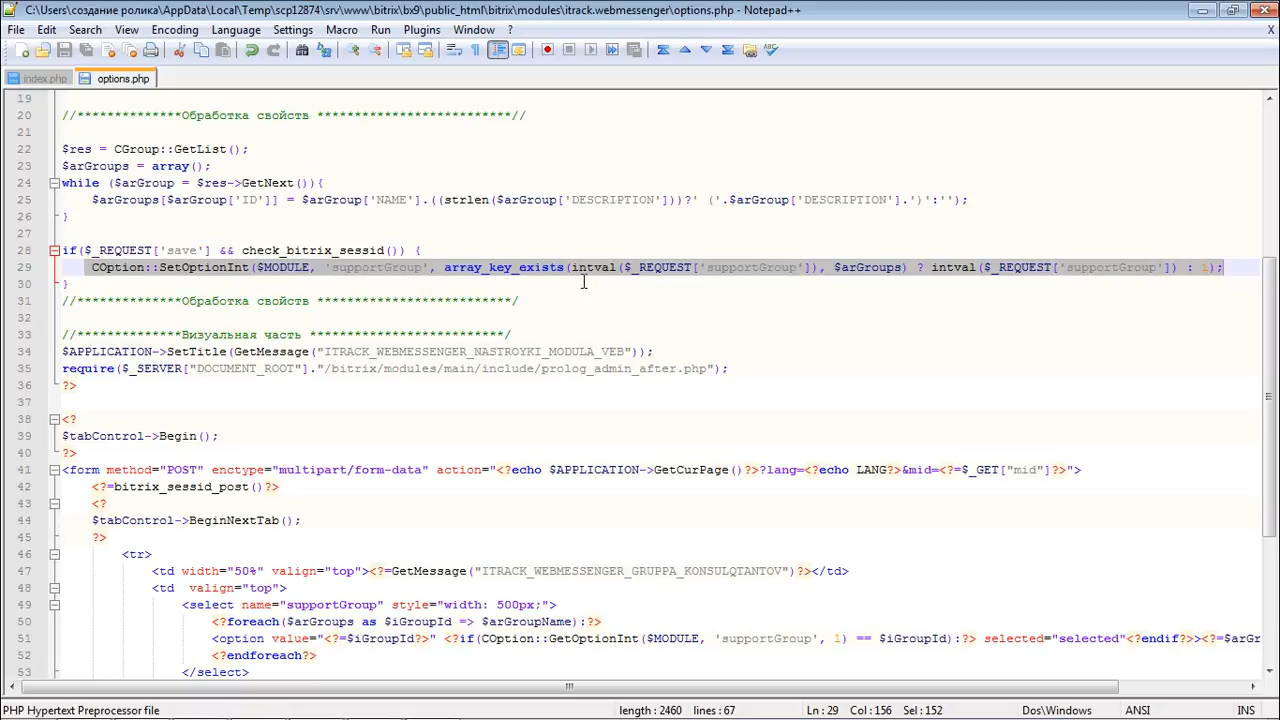 C:\Users\создание ролика\AppData\Local\Temp\scp12874\srv\www\bitrix\bx9\public_html\bitrix\modules\itrack.webmessenger\options.php - Notepad++
File Edit Search View Encoding Language Settings Macro Run Plugins Window ? X
index.php options.php
19
20 //**************Обработка свойств **************************//
21
22 $res = CGroup::GetList();
23 $arGroups = array();
24 while ($arGroup = $res->GetNext()){
25 $arGroups[$arGroup['ID']] = $arGroup['NAME'].((strlen($arGroup['DESCRIPTION']))?' ('.$arGroup['DESCRIPTION'].')':'');
26 }
27
28 if($_REQUEST['save'] && check_bitrix_sessid()) {
29 COption::SetOptionInt($MODULE, 'supportGroup', array_key_exists(intval($_REQUEST['supportGroup']), $arGroups) ? intval($_REQUEST['supportGroup']) : 1);
30 }
31 //**************Обработка свойств **************************/
32
33 //**************Визуальная часть **************************/
34 $APPLICATION->SetTitle(GetMessage("ITRACK_WEBMESSENGER_NASTROYKI_MODULA_VEB"));
35 require($_SERVER["DOCUMENT_ROOT"]."/bitrix/modules/main/include/prolog_admin_after.php");
36 ?>
37
38 <?
39 $tabControl->Begin();
40 ?>
41 <form method="POST" enctype="multipart/form-data" action="<?echo $APPLICATION->GetCurPage()?>?lang=<?echo LANG?>&mid=<?=$_GET["mid"]?>">
42 <?=bitrix_sessid_post()?>
43 <?
44 $tabControl->BeginNextTab();
45 ?>
46 <tr>
47 <td width="50%" valign="top"><?=GetMessage("ITRACK_WEBMESSENGER_GRUPPA_KONSULQTANTOV")?></td>
48 <td  valign="top">
49 <select name="supportGroup" style="width: 500px;">
50 <?foreach($arGroups as $iGroupId => $arGroupName):?>
51 <option value="<?=$iGroupId?>" <?if(COption::GetOptionInt($MODULE, 'supportGroup', 1) == $iGroupId):?> selected="selected"<?endif?>><?=$arGr
52 <?endforeach?>
53 </select>
PHP Hypertext Preprocessor file length : 2460 lines : 67 Ln : 29 Col : 156 Sel : 152 Dos\Windows ANSI INS